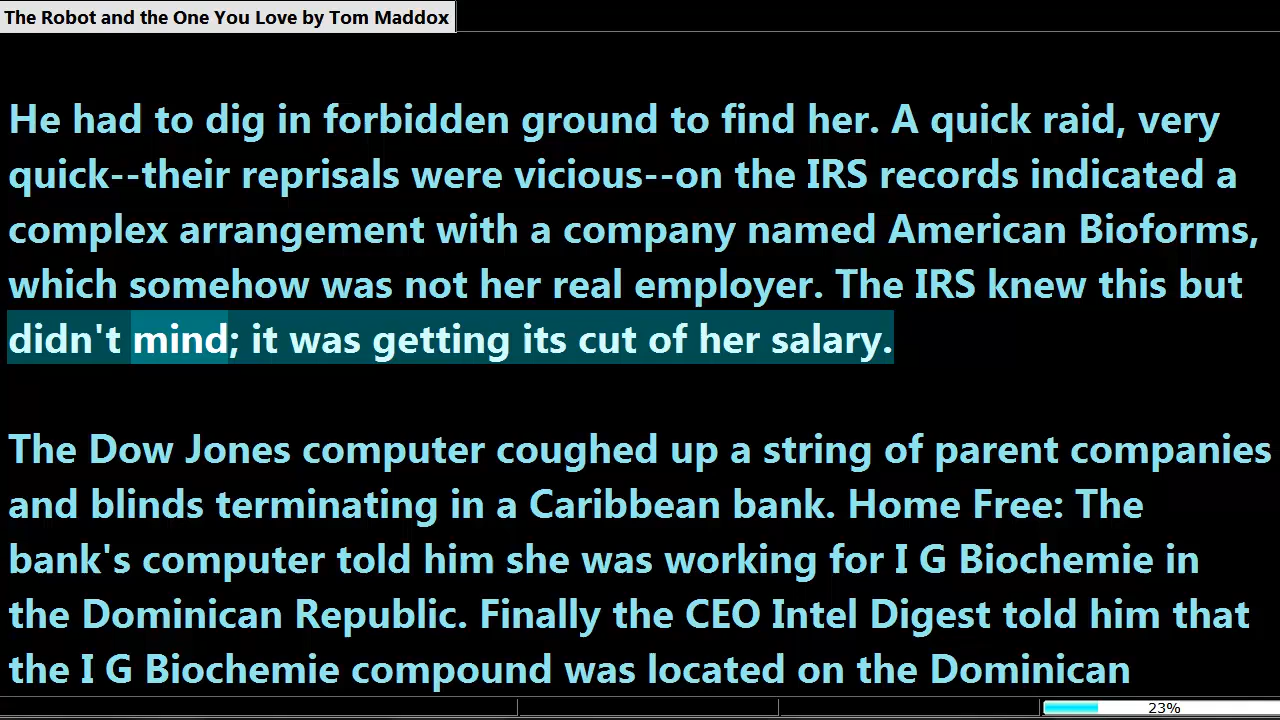 The Robot and the One You Love by Tom Maddox
He had to dig in forbidden ground to find her. A quick raid, very
quick--their reprisals were vicious--on the IRS records indicated a
complex arrangement with a company named American Bioforms,
which somehow was not her real employer. The IRS knew this but
didn't mind; it was getting its cut of her salary.
The Dow Jones computer coughed up a string of parent companies
and blinds terminating in a Caribbean bank. Home Free: The
bank's computer told him she was working for I G Biochemie in
the Dominican Republic. Finally the CEO Intel Digest told him that
the I G Biochemie compound was located on the Dominican
23%